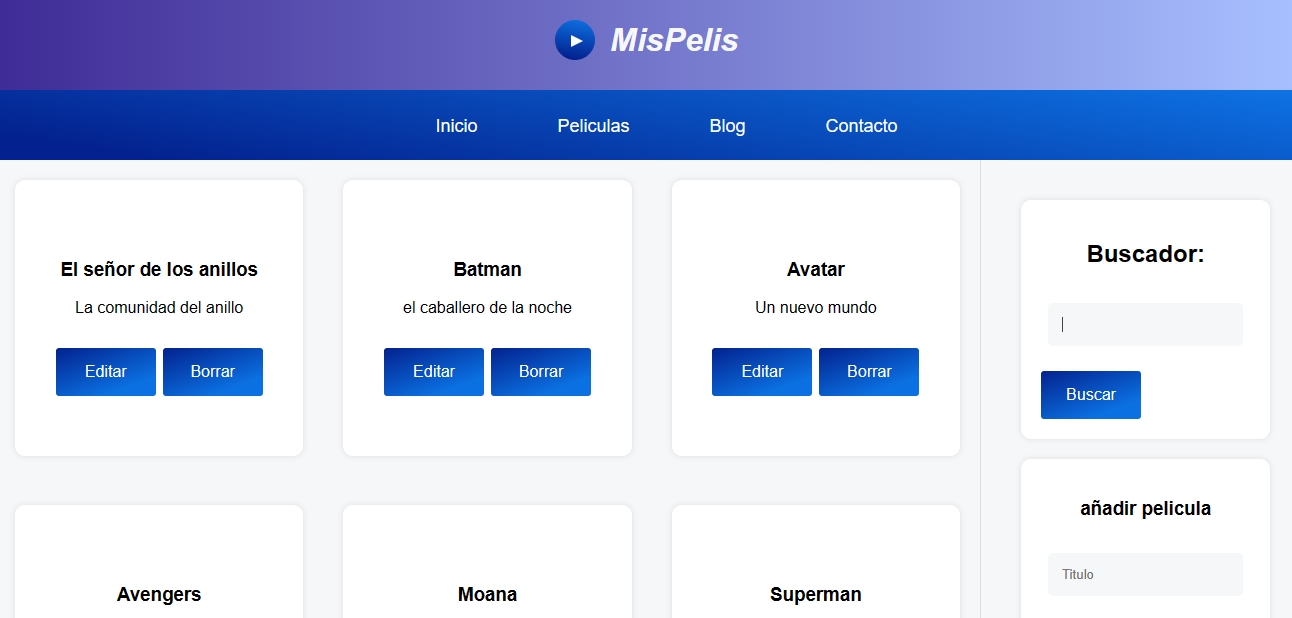 MisPelis
Inicio Peliculas Blog Contacto
El señor de los anillos
La comunidad del anillo
Editar Borrar
Batman
el caballero de la noche
Editar Borrar
Avatar
Un nuevo mundo
Editar Borrar
Avengers
Moana
Superman
Buscador:
Buscar
añadir pelicula
Titulo